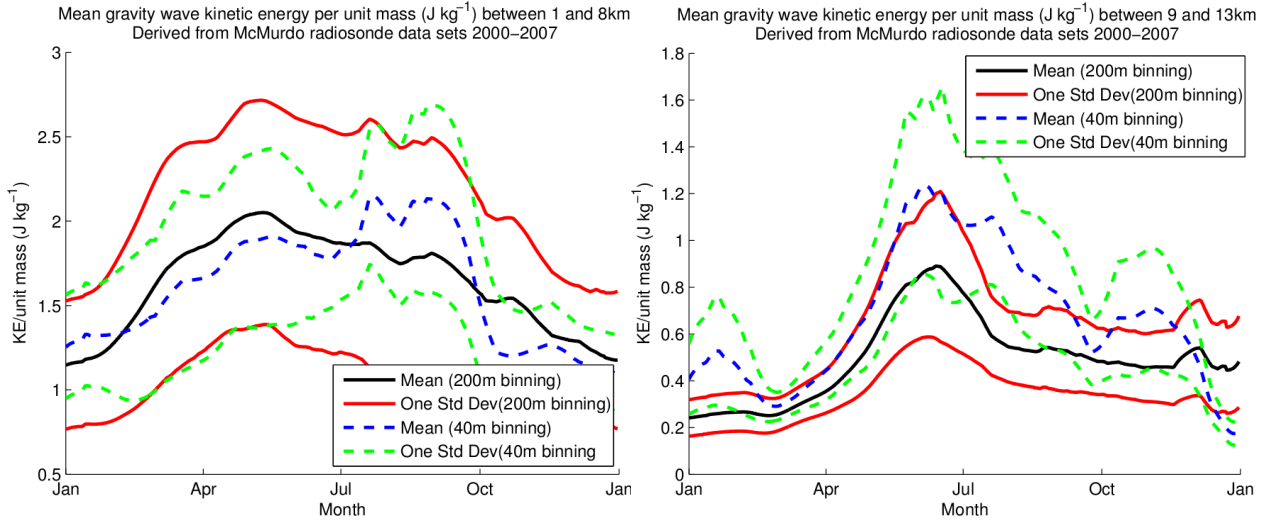 Mean gravity wave kinetic energy per unit mass (J kg−1) between 1 and 8km
Derived from McMurdo radiosonde data sets 2000−2007
3
2.5
2
1.5
1
0.5
KE/unit mass (J kg−1)
Mean (200m binning)
One Std Dev(200m binning)
Mean (40m binning)
One Std Dev(40m binning
Jan
Apr
Jul
Oct
Jan
Month
Mean gravity wave kinetic energy per unit mass (J kg−1) between 9 and 13km
Derived from McMurdo radiosonde data sets 2000−2007
1.8
1.6
1.4
1.2
1
0.8
0.6
0.4
0.2
0
KE/unit mass (J kg−1)
Mean (200m binning)
One Std Dev(200m binning)
Mean (40m binning)
One Std Dev(40m binning
Jan
Apr
Jul
Oct
Jan
Month